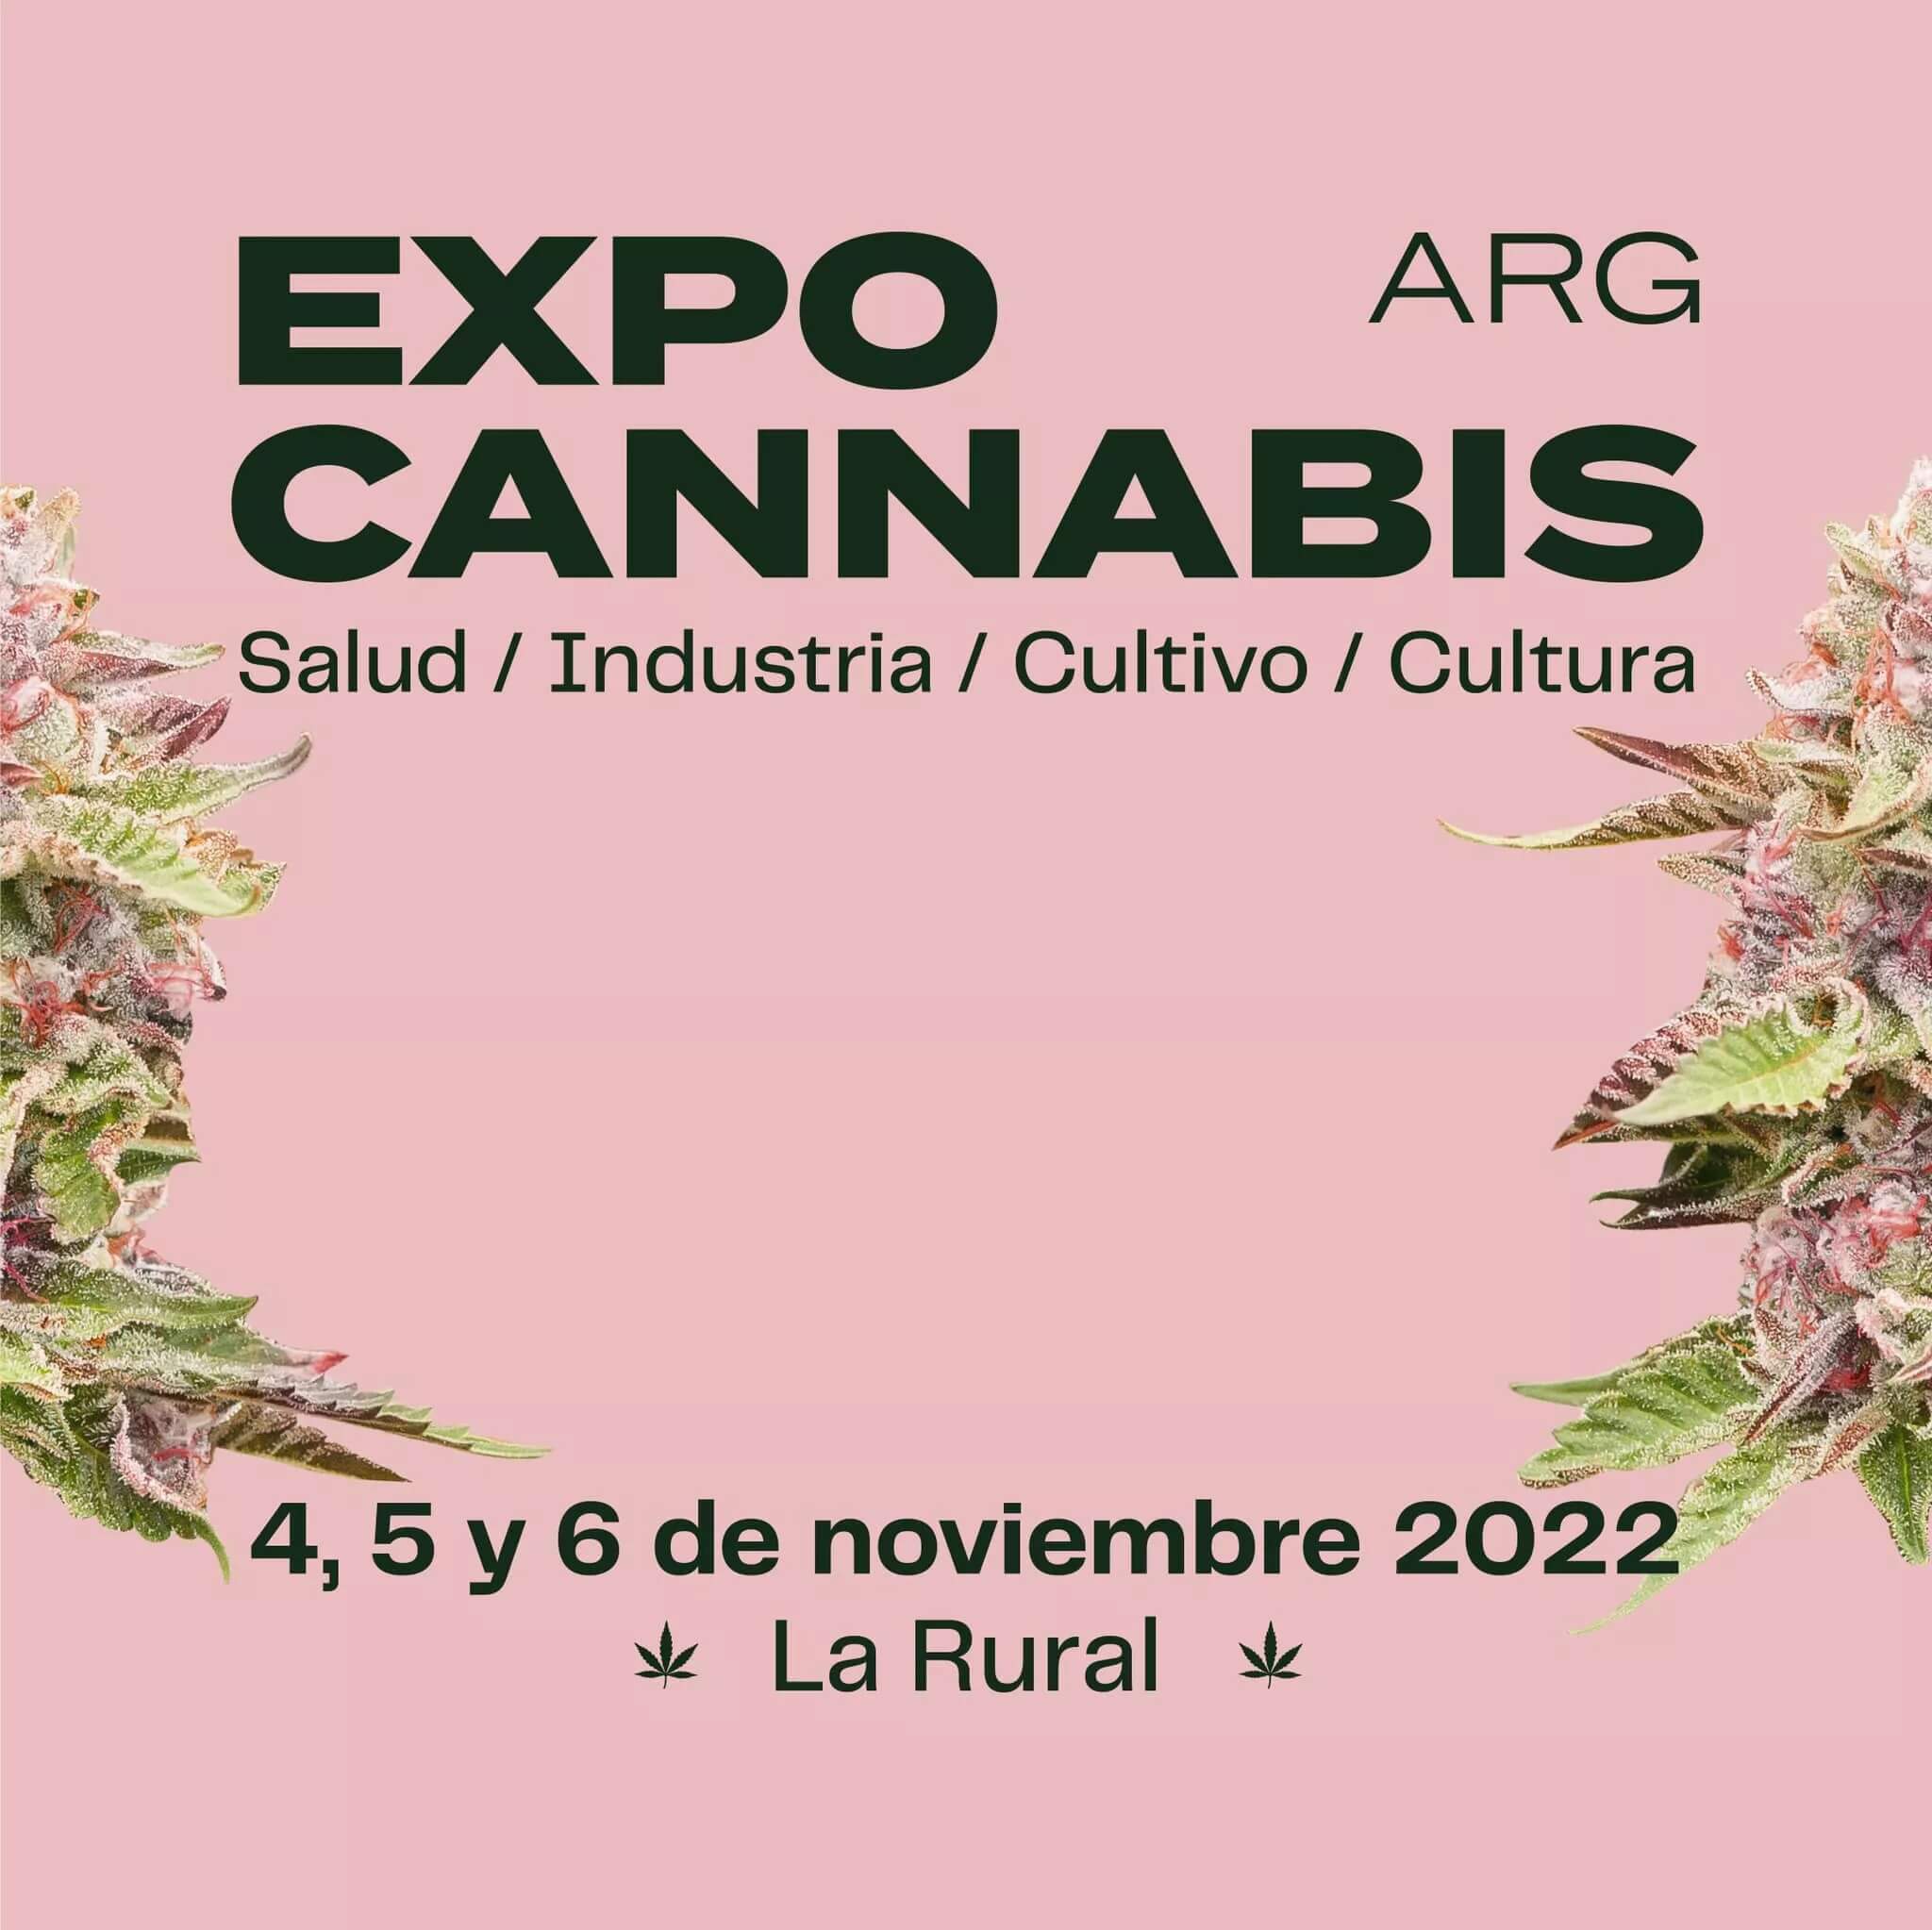 EXPO ARG
CANNABIS
Salud / Industria / Cultivo / Cultura
4, 5 y 6 de noviembre 2022
La Rural